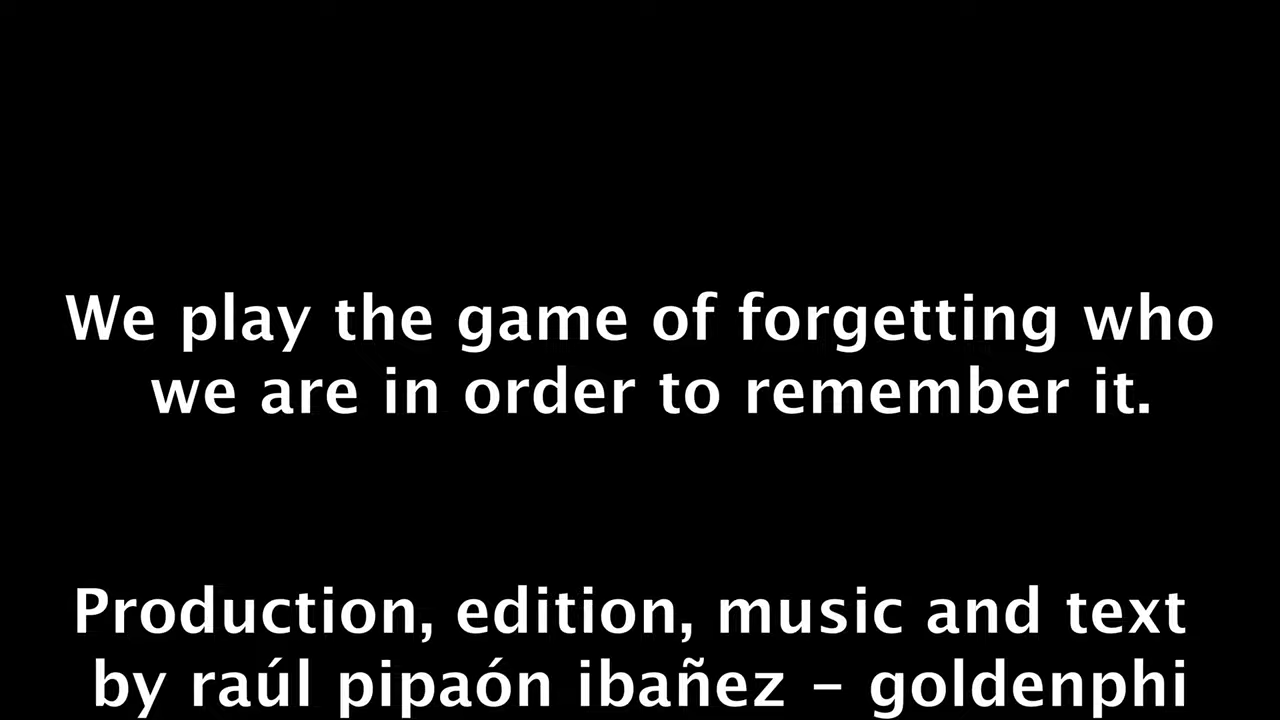 We play the game of forgetting who
we are in order to remember it.
Production, edition, music and text
by raúl pipaón ibañez – goldenphi